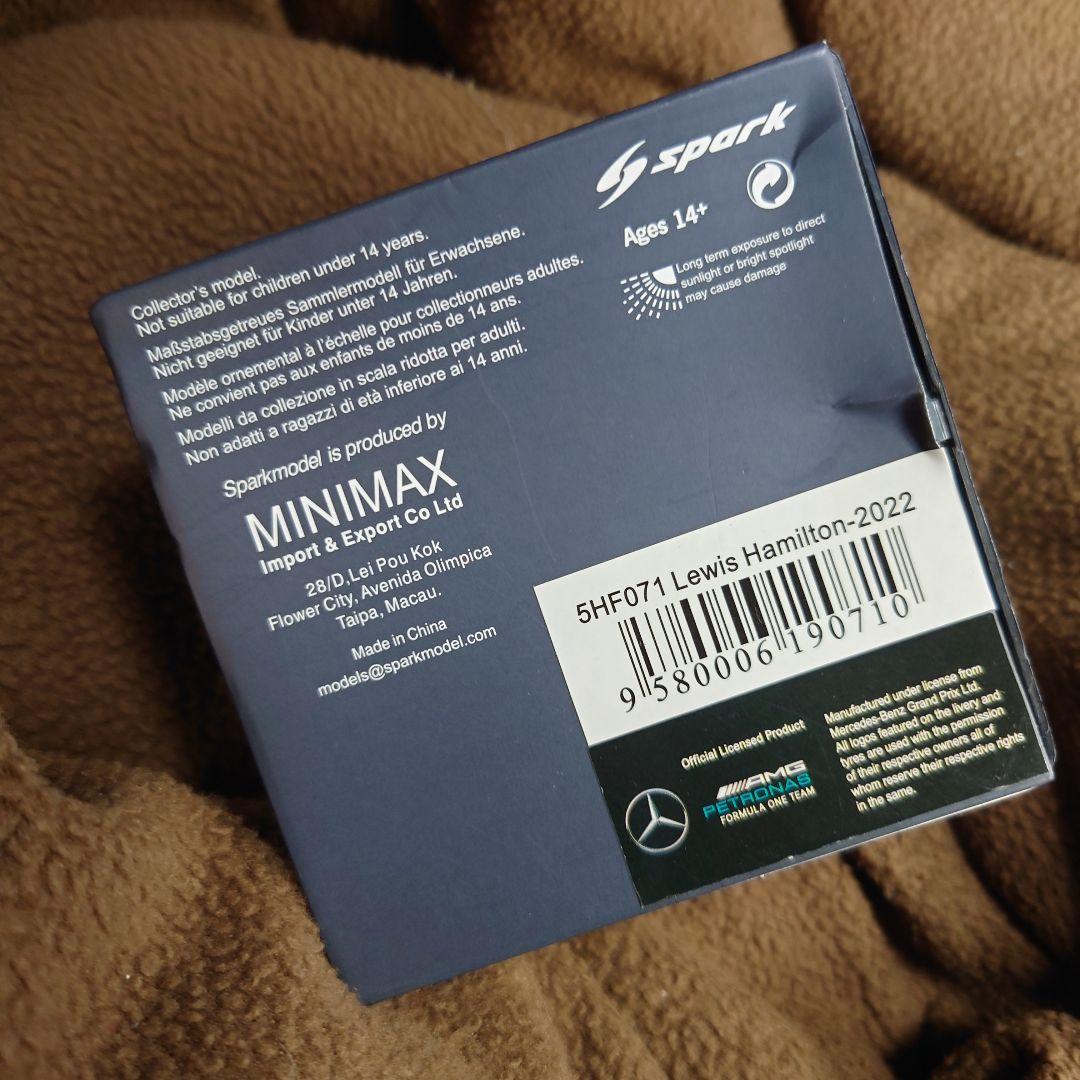 spark
Ages 14+
Long term exposure to direct
sunlight or bright spotlight
may cause damage
Collector's model.
Not suitable for children under 14 years.
Maßstabsgetreues Sammlermodell für Erwachsene.
Nicht geeignet für Kinder unter 14 Jahren.
Modèle ornemental à l'échelle pour collectionneurs adultes.
Ne convient pas aux enfants de moins de 14 ans.
Modelli da collezione in scala ridotta per adulti.
Non adatti a ragazzi di età inferiore ai 14 anni.
Sparkmodel is produced by
MINIMAX
Import & Export Co Ltd
28/D,Lei Pou Kok
Flower City, Avenida Olimpica
Taipa, Macau.
Made in China
models@sparkmodel.com
5HF071 Lewis Hamilton-2022
9 580006 190710
Official Licensed Product
AMG
PETRONAS
FORMULA ONE TEAM
Manufactured under license from
Mercedes-Benz Grand Prix Ltd.
All logos featured on the livery and
tyres are used with the permission
of their respective owners all of
whom reserve their respective rights
in the same.